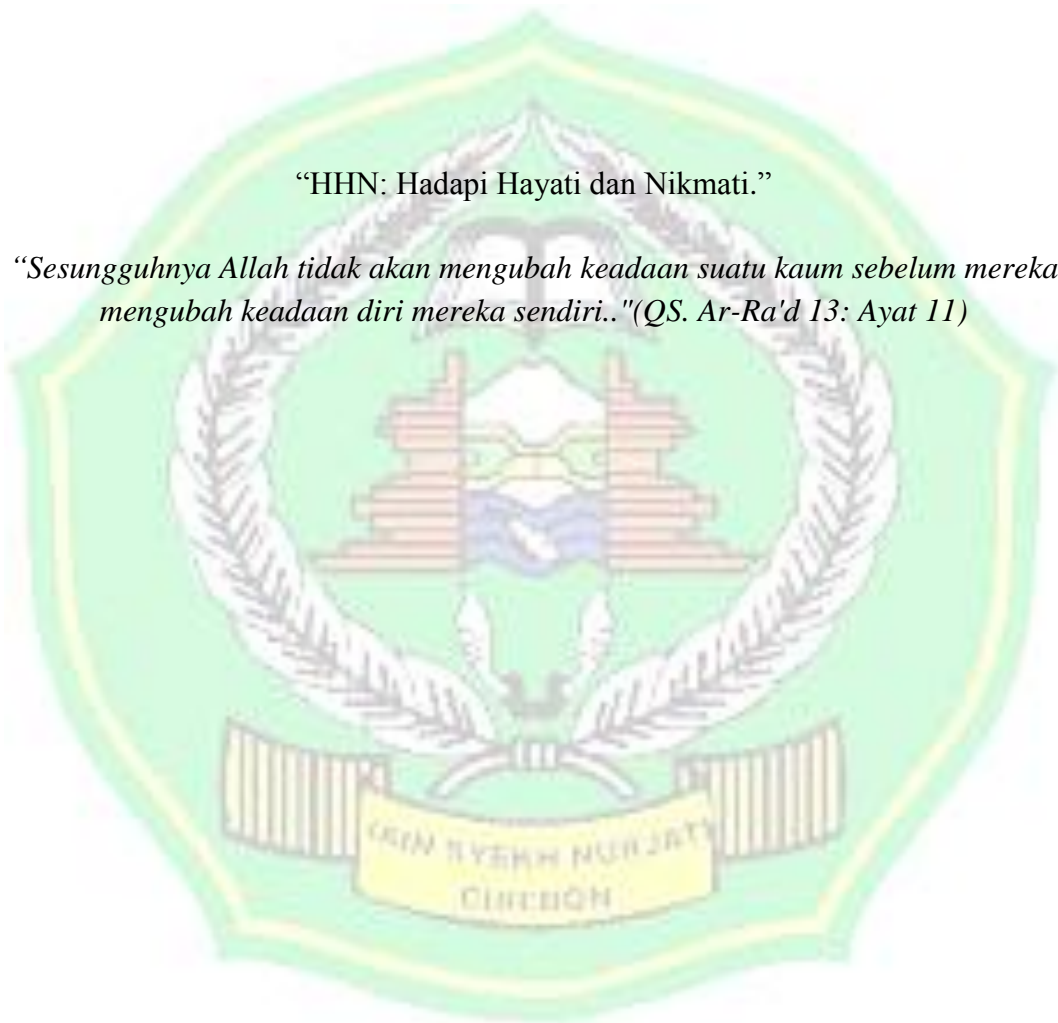 “HHN: Hadapi Hayati dan Nikmati.”
“Sesungguhnya Allah tidak akan mengubah keadaan suatu kaum sebelum mereka
mengubah keadaan diri mereka sendiri.."(QS. Ar-Ra'd 13: Ayat 11)
IAIN SYEKH NURJATI
CIREBON